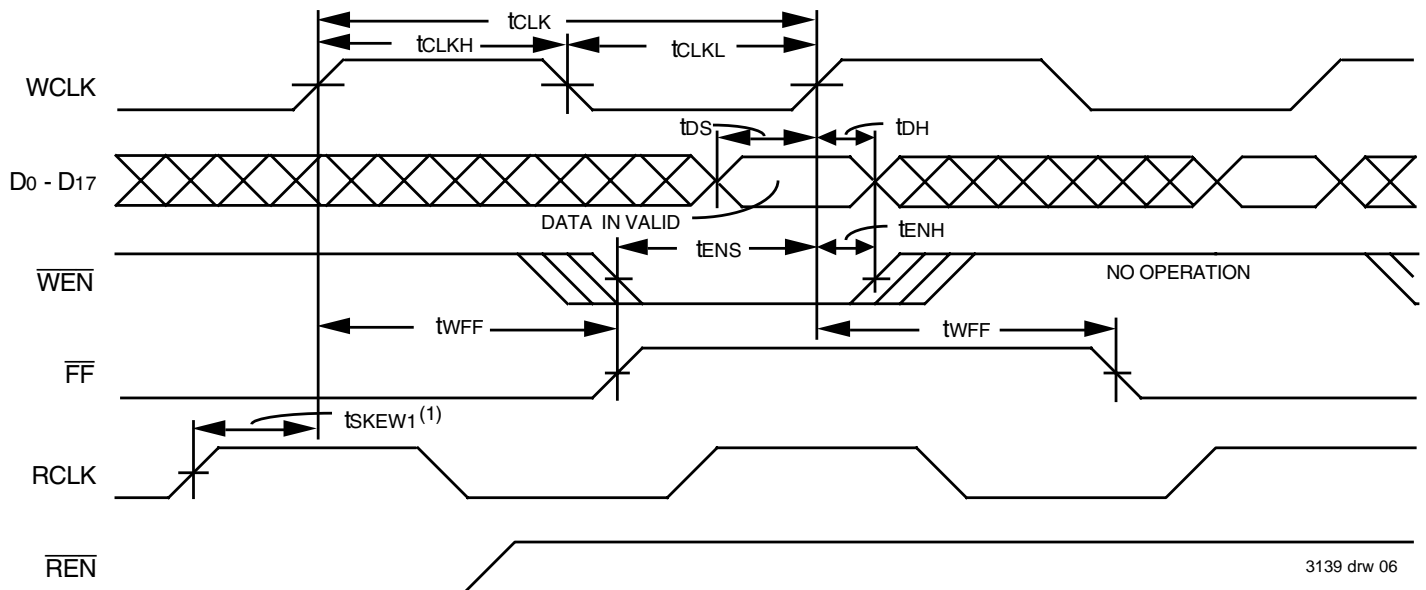 tCLK
tCLKH
tCLKL
WCLK
tDS
tDH
D0 - D17
DATA IN VALID
tENS
tENH
WEN
NO OPERATION
tWFF
tWFF
FF
tSKEW1(1)
RCLK
REN
3139 drw 06